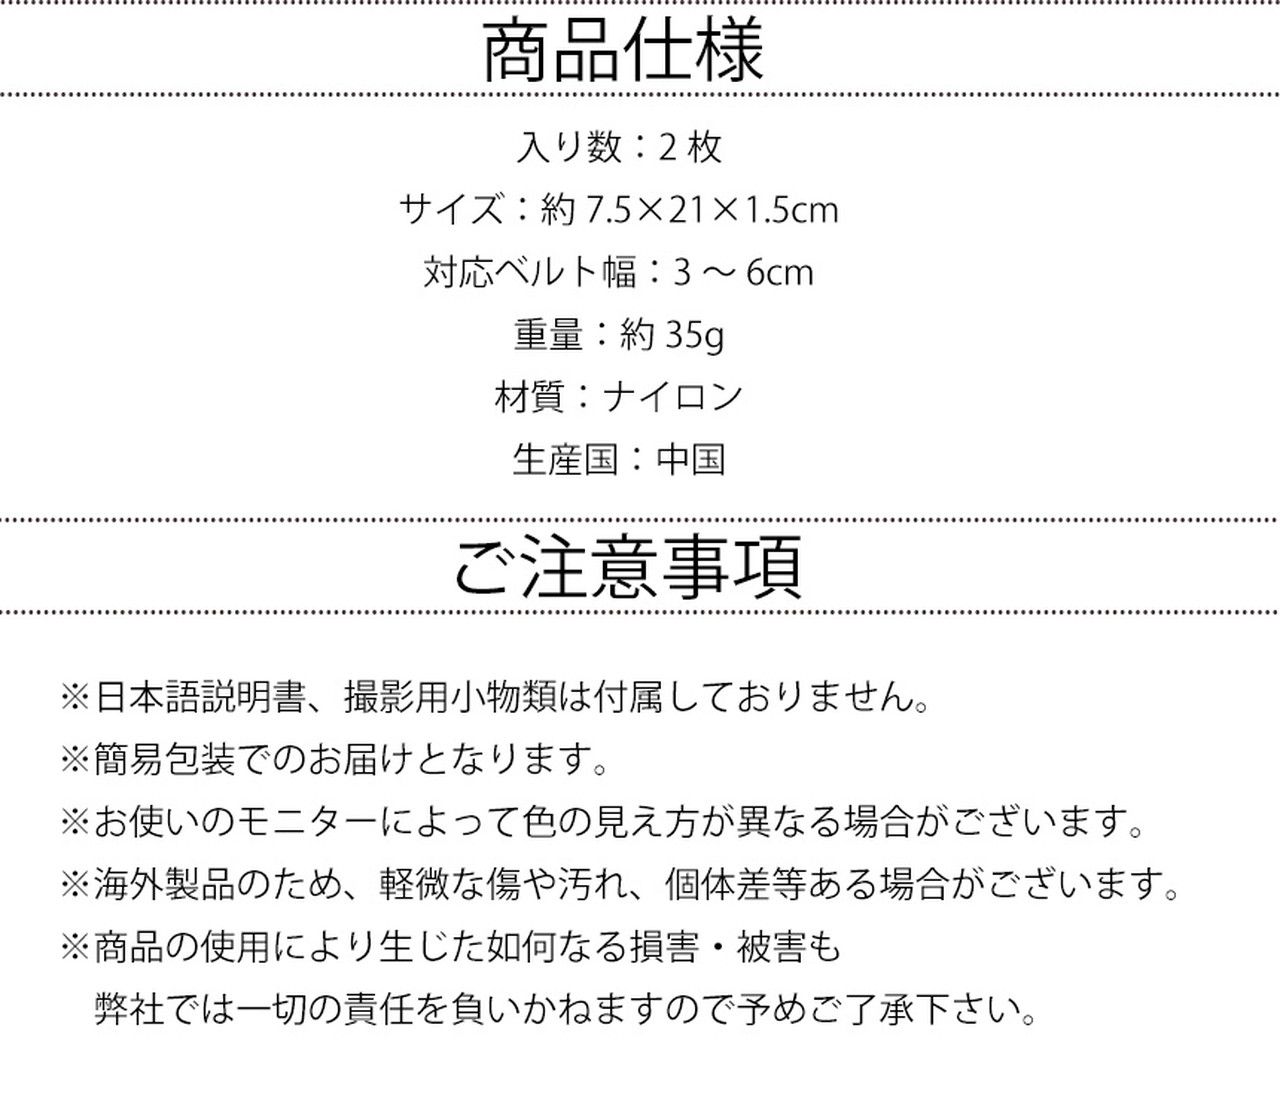 商品仕様
入り数：2 枚
サイズ：約 7.5×21×1.5cm
対応ベルト幅：3 ～ 6cm
重量：約 35g
材質：ナイロン
生産国：中国
ご注意事項
※日本語説明書、撮影用小物類は付属しておりません。
※簡易包装でのお届けとなります。
※お使いのモニターによって色の見え方が異なる場合がございます。
※海外製品のため、軽微な傷や汚れ、個体差等ある場合がございます。
※商品の使用により生じた如何なる損害・被害も
弊社では一切の責任を負いかねますので予めご了承下さい。